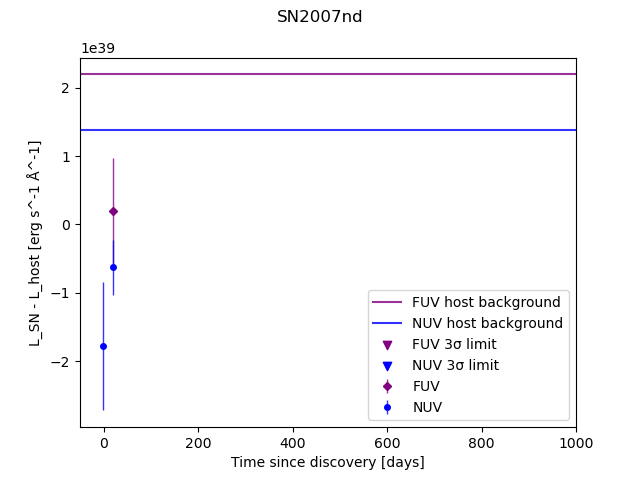 SN2007nd
1e39
L_SN - L_host [erg s^-1 Å^-1]
2
1
0
−1
−2
FUV host background
NUV host background
FUV 3σ limit
NUV 3σ limit
FUV
NUV
0 200 400 600 800 1000
Time since discovery [days]